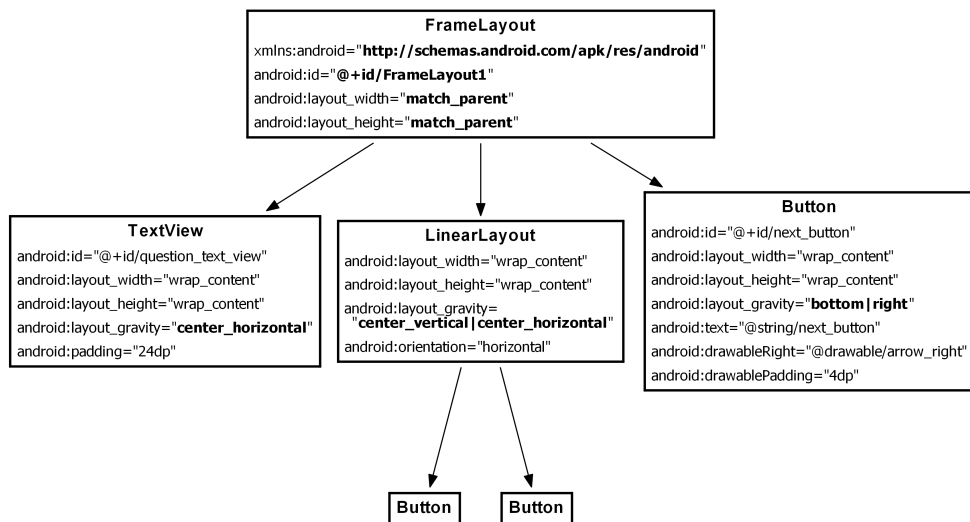 FrameLayout
xmlns:android="http://schemas.android.com/apk/res/android"
android:id="@+id/FrameLayout1"
android:layout_width="match_parent"
android:layout_height="match_parent"
TextView
android:id="@+id/question_text_view"
android:layout_width="wrap_content"
android:layout_height="wrap_content"
android:layout_gravity="center_horizontal"
android:padding="24dp"
LinearLayout
android:layout_width="wrap_content"
android:layout_height="wrap_content"
android:layout_gravity=
"center_vertical|center_horizontal"
android:orientation="horizontal"
Button
android:id="@+id/next_button"
android:layout_width="wrap_content"
android:layout_height="wrap_content"
android:layout_gravity="bottom|right"
android:text="@string/next_button"
android:drawableRight="@drawable/arrow_right"
android:drawablePadding="4dp"
Button
Button